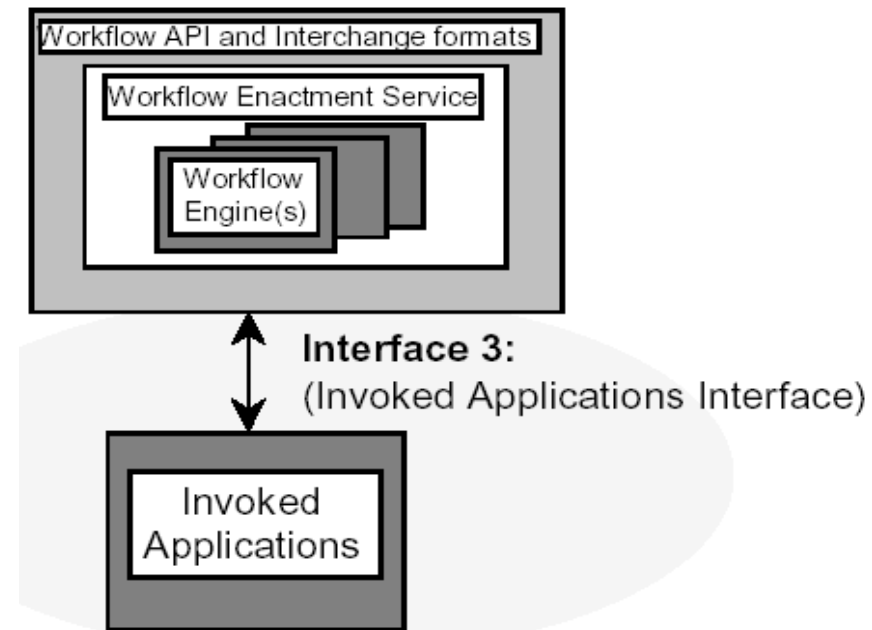 Workflow API and Interchange formats
Workflow Enactment Service
Workflow
Engine(s)
Interface 3:
(Invoked Applications Interface)
Invoked
Applications